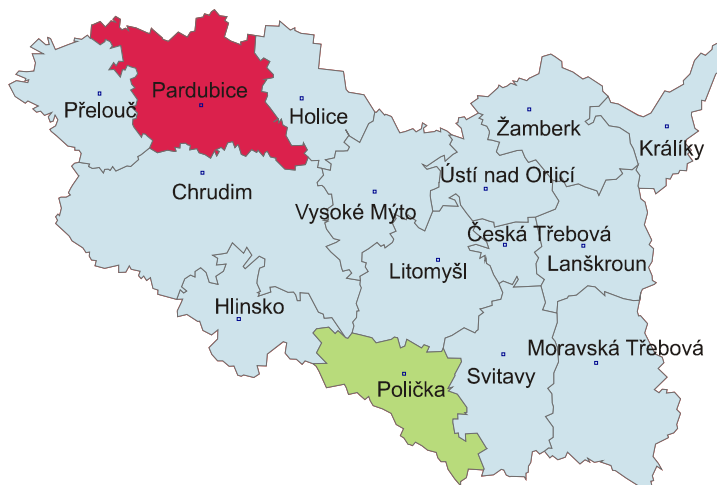 Pardubice
Přelouč
Holice
Žamberk
Králíky
Ústí nad Orlicí
Chrudim
Vysoké Mýto
Česká Třebová
Litomyšl
Lanškroun
Hlinsko
Moravská Třebová
Svitavy
Polička